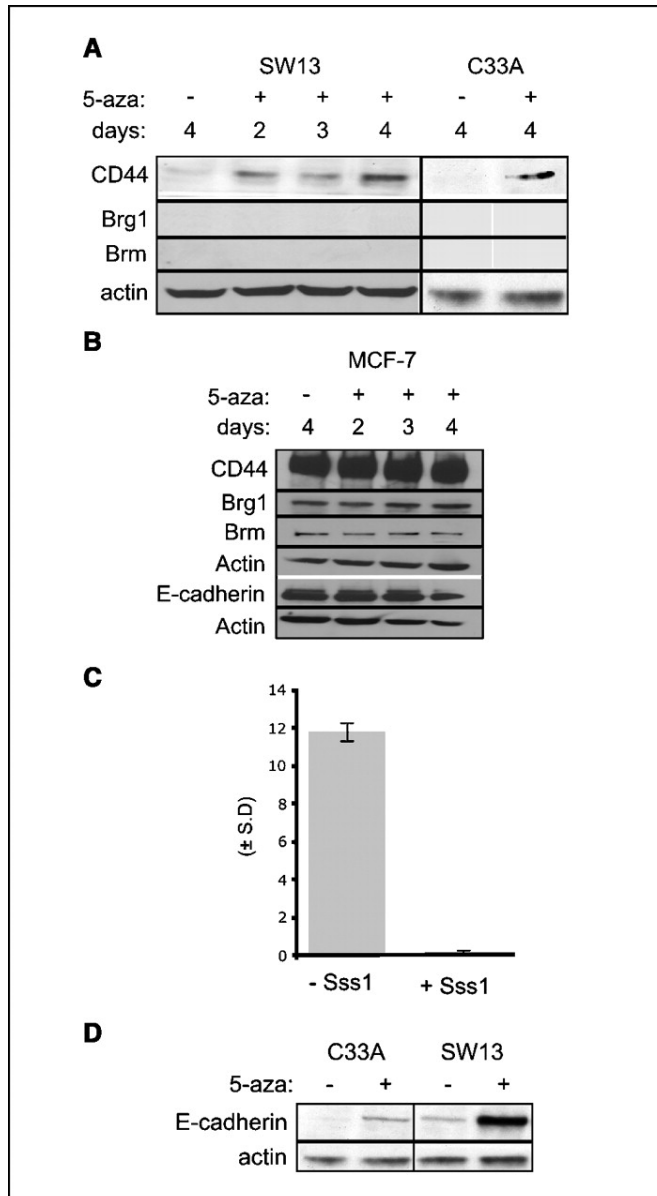 A
SW13 C33A
5-aza: - + + + - +
days: 4 2 3 4 4 4
CD44
Brg1
Brm
actin
B
MCF-7
5-aza: - + + +
days: 4 2 3 4
CD44
Brg1
Brm
Actin
E-cadherin
Actin
C
14
12
10
8
6
4
2
0
(± S.D)
- Sss1 + Sss1
D
C33A SW13
5-aza: - + - +
E-cadherin
actin